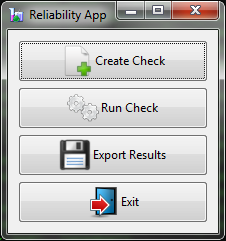 Reliability App
Create Check
Run Check
Export Results
Exit